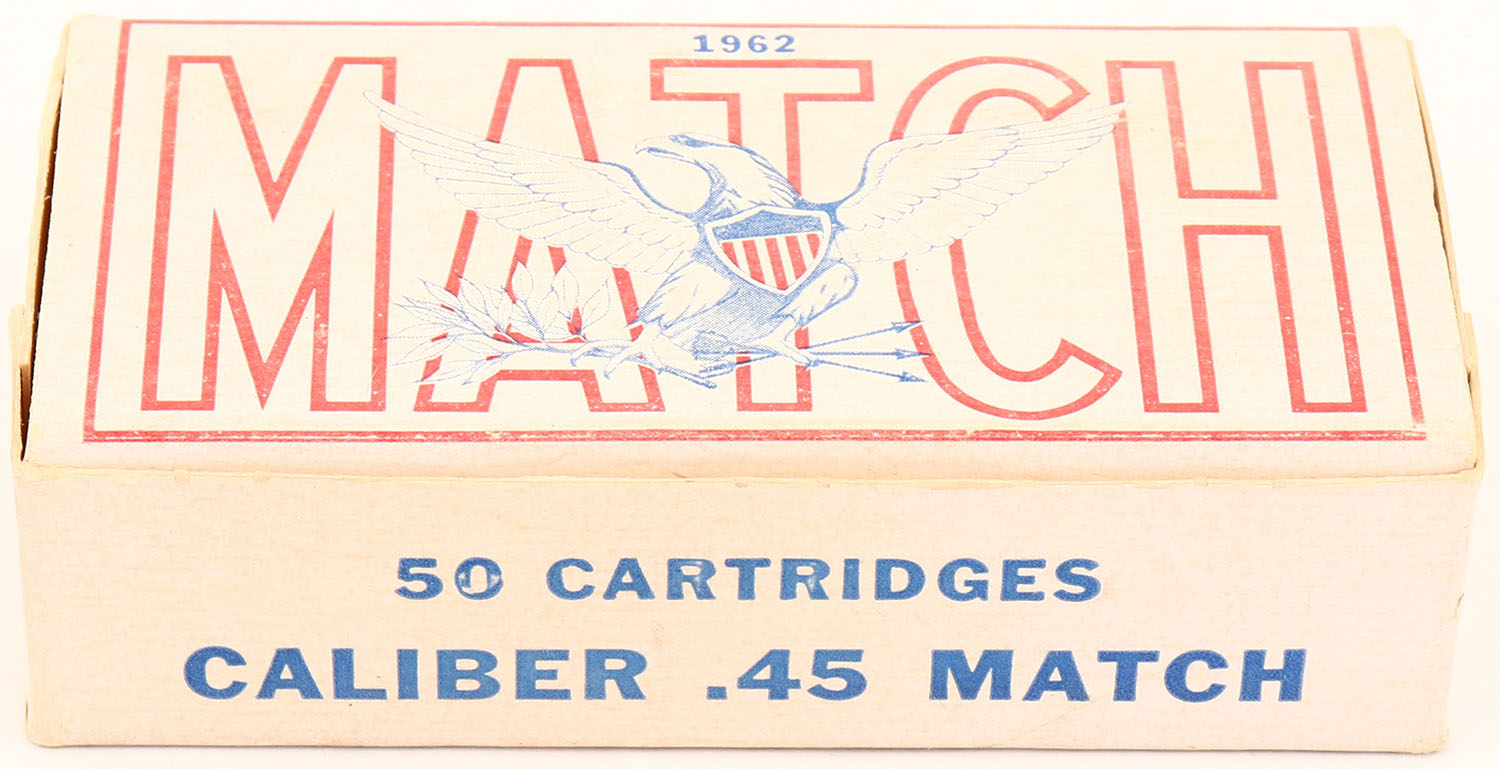 1962
MATCH
50 CARTRIDGES
CALIBER .45 MATCH